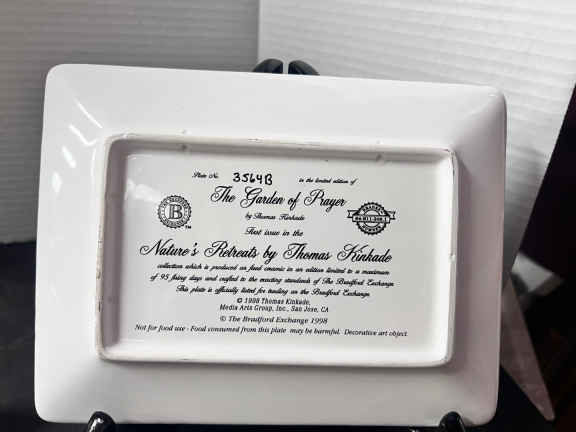 Plate No. 3564B in the limited edition of
The Garden of Prayer
by Thomas Kinkade
First issue in the
B
TM
Nature's Retreats by Thomas Kinkade
collection which is produced on fired ceramic in an edition limited to a maximum
of 95 firing days and crafted to the exacting standards of The Bradford Exchange
This plate is officially listed for trading on the Bradford Exchange
© 1998 Thomas Kinkade,
Media Arts Group, Inc., San Jose, CA
© The Bradford Exchange 1998
Not for food use · Food consumed from this plate may be harmful. Decorative art object.